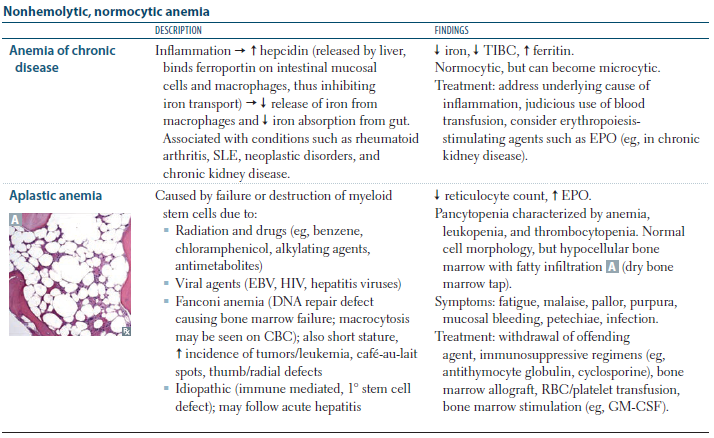 Nonhemolytic, normocytic anemia
DESCRIPTION FINDINGS
Anemia of chronic disease
Inflammation → ↑ hepcidin (released by liver,
binds ferroportin on intestinal mucosal
cells and macrophages, thus inhibiting
iron transport) → ↓ release of iron from
macrophages and ↓ iron absorption from gut.
Associated with conditions such as rheumatoid
arthritis, SLE, neoplastic disorders, and
chronic kidney disease.
↓ iron, ↓ TIBC, ↑ ferritin.
Normocytic, but can become microcytic.
Treatment: address underlying cause of
inflammation, judicious use of blood
transfusion, consider erythropoiesis-
stimulating agents such as EPO (eg, in chronic
kidney disease).
Aplastic anemia
A
Caused by failure or destruction of myeloid
stem cells due to:
▪ Radiation and drugs (eg, benzene,
chloramphenicol, alkylating agents,
antimetabolites)
▪ Viral agents (EBV, HIV, hepatitis viruses)
▪ Fanconi anemia (DNA repair defect
causing bone marrow failure; macrocytosis
may be seen on CBC); also short stature,
↑ incidence of tumors/leukemia, café-au-lait
spots, thumb/radial defects
▪ Idiopathic (immune mediated, 1° stem cell
defect); may follow acute hepatitis
↓ reticulocyte count, ↑ EPO.
Pancytopenia characterized by anemia,
leukopenia, and thrombocytopenia. Normal
cell morphology, but hypocellular bone
marrow with fatty infiltration A (dry bone
marrow tap).
Symptoms: fatigue, malaise, pallor, purpura,
mucosal bleeding, petechiae, infection.
Treatment: withdrawal of offending
agent, immunosuppressive regimens (eg,
antithymocyte globulin, cyclosporine), bone
marrow allograft, RBC/platelet transfusion,
bone marrow stimulation (eg, GM-CSF).